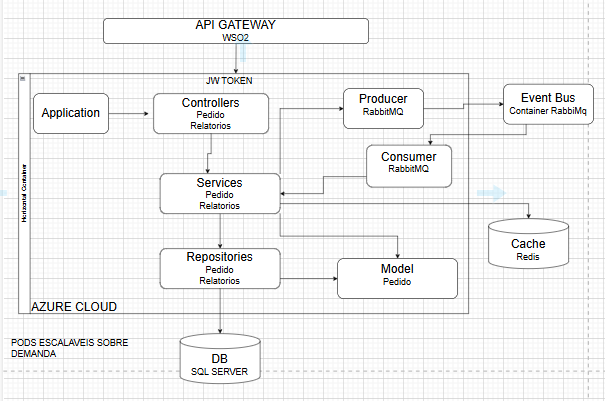 API GATEWAY
WSO2
JW TOKEN
Horizontal Container
Application
Controllers
Pedido
Relatorios
Producer
RabbitMQ
Event Bus
Container RabbiMq
Consumer
RabbitMQ
Services
Pedido
Relatorios
Cache
Redis
Repositories
Pedido
Relatorios
Model
Pedido
AZURE CLOUD
PODS ESCALAVEIS SOBRE
DEMANDA
DB
SQL SERVER